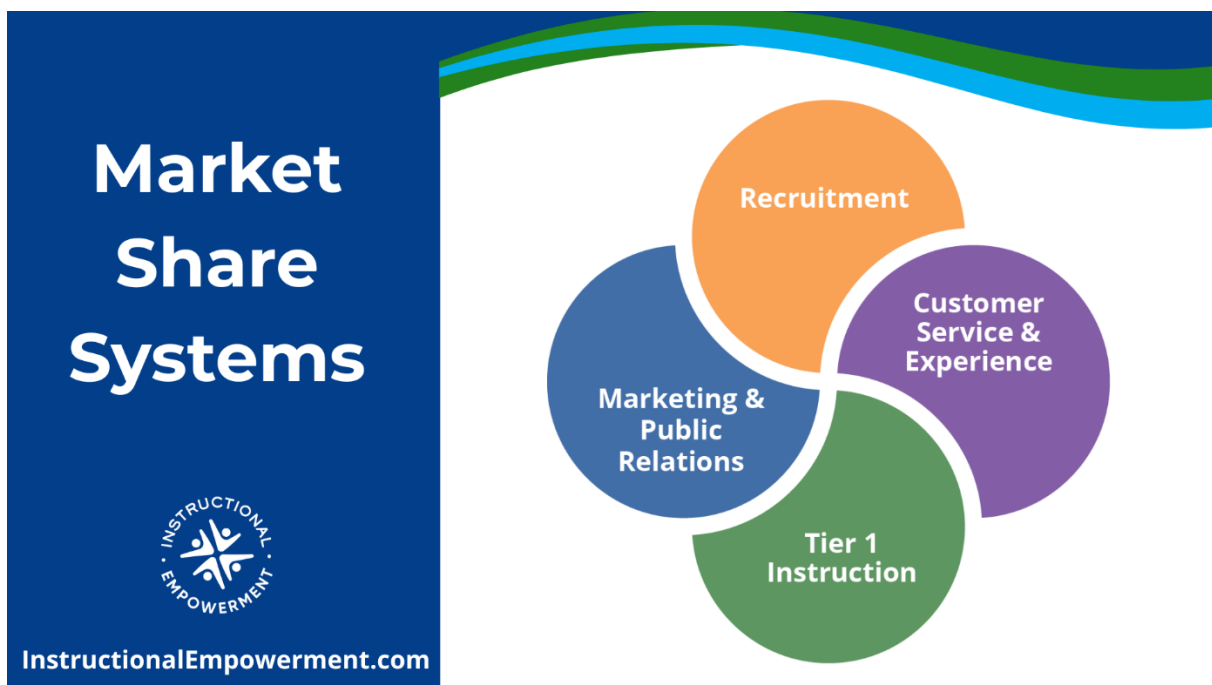 Market
Share
Systems
Recruitment
Customer
Service &
Experience
Marketing &
Public
Relations
Tier 1
Instruction
INSTRUCTIONAL
EMPOWERMENT
InstructionalEmpowerment.com